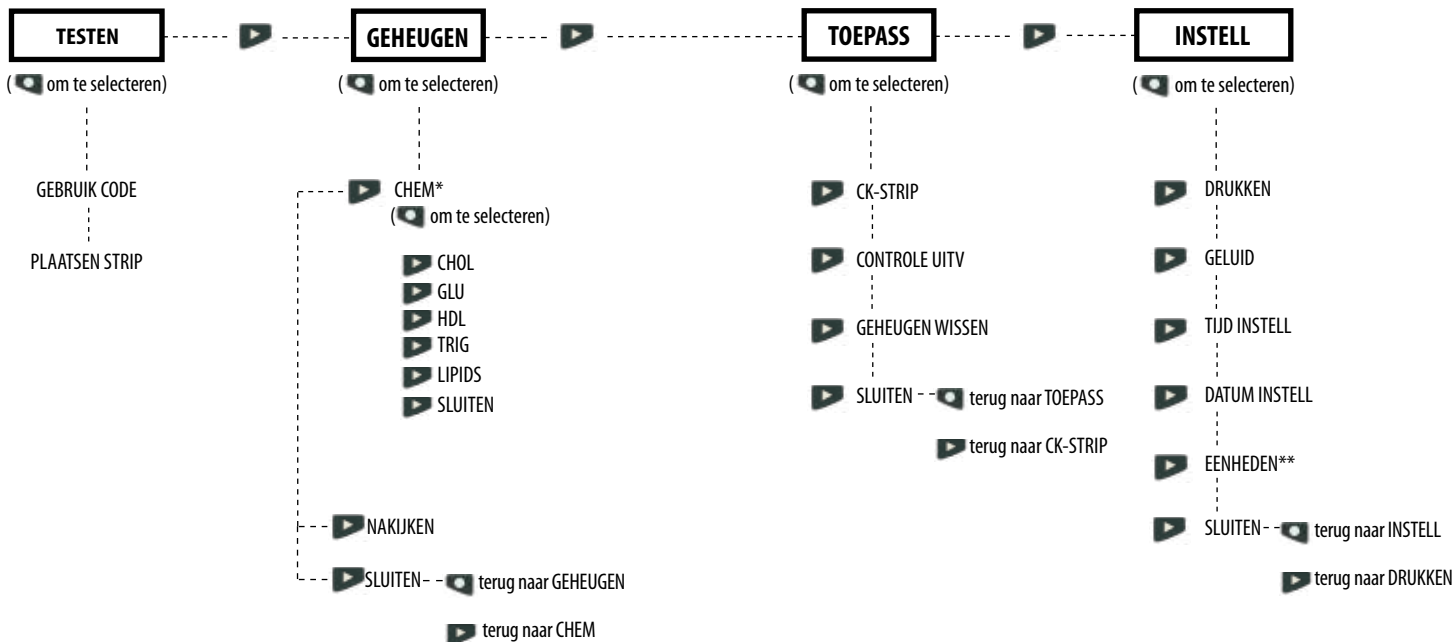 TESTEN
( om te selecteren)
GEBRUIK CODE
PLAATSEN STRIP
GEHEUGEN
( om te selecteren)
CHEM*
( om te selecteren)
CHOL
GLU
HDL
TRIG
LIPIDS
SLUITEN
NAKIJKEN
SLUITEN
terug naar GEHEUGEN
terug naar CHEM
TOEPASS
( om te selecteren)
CK-STRIP
CONTROLE UITV
GEHEUGEN WISSEN
SLUITEN
terug naar TOEPASS
terug naar CK-STRIP
INSTELL
( om te selecteren)
DRUKKEN
GELUID
TIJD INSTELL
DATUM INSTELL
EENHEDEN**
SLUITEN
terug naar INSTELL
terug naar DRUKKEN